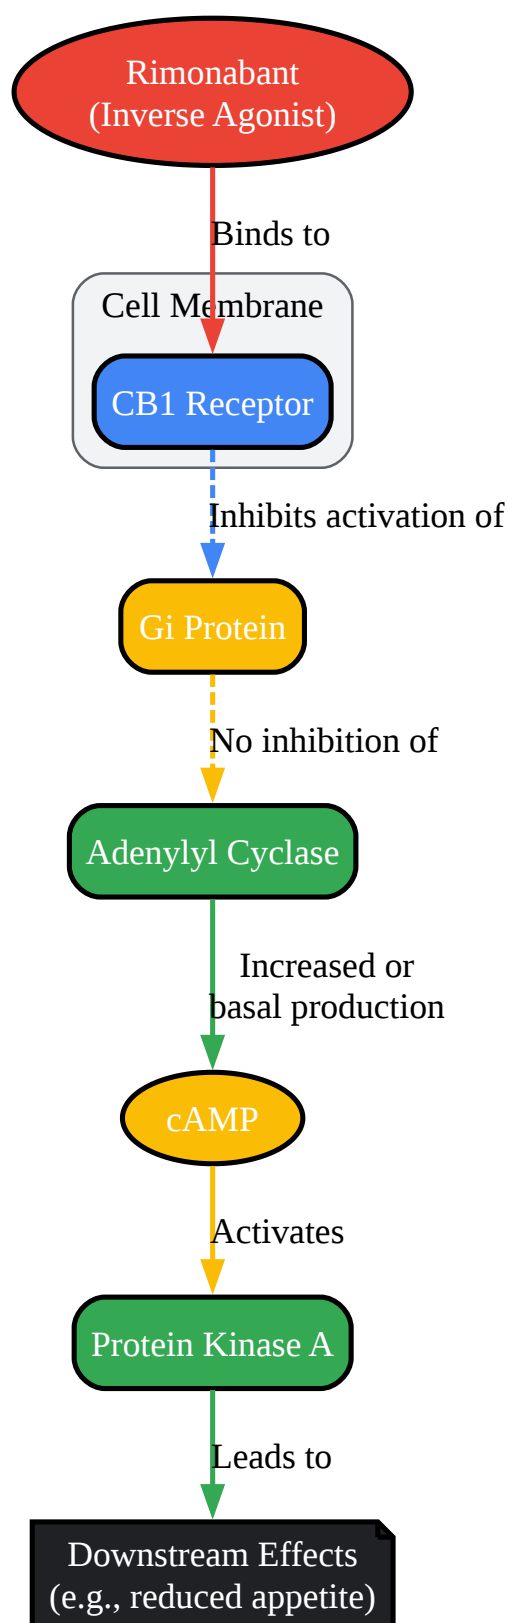 Rimonabant
(Inverse Agonist)
Binds to
Cell Membrane
CB1 Receptor
Inhibits activation of
Gi Protein
No inhibition of
Adenylyl Cyclase
Increased or
basal production
cAMP
Activates
Protein Kinase A
Leads to
Downstream Effects
(e.g., reduced appetite)